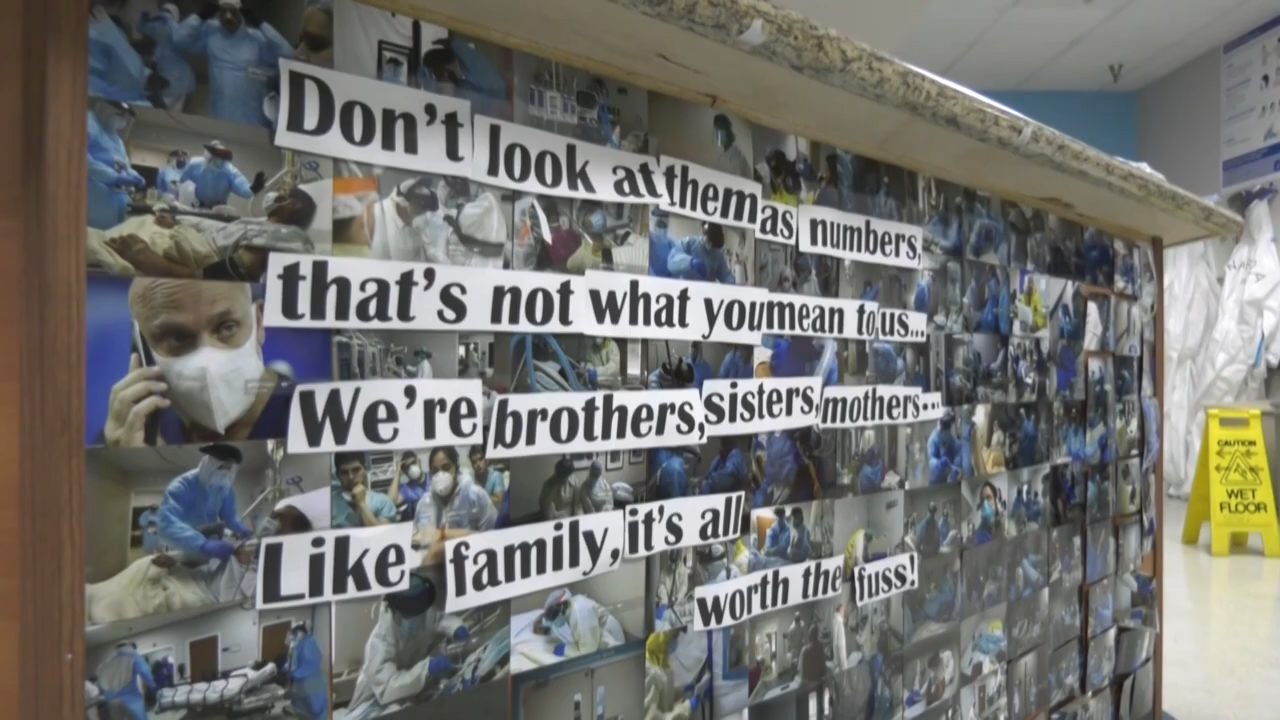 Don't look at them as numbers,
that's not what you mean to us...
We're brothers, sisters, mothers...
Like family, it's all
worth the fuss!
CAUTION
WET
FLOOR